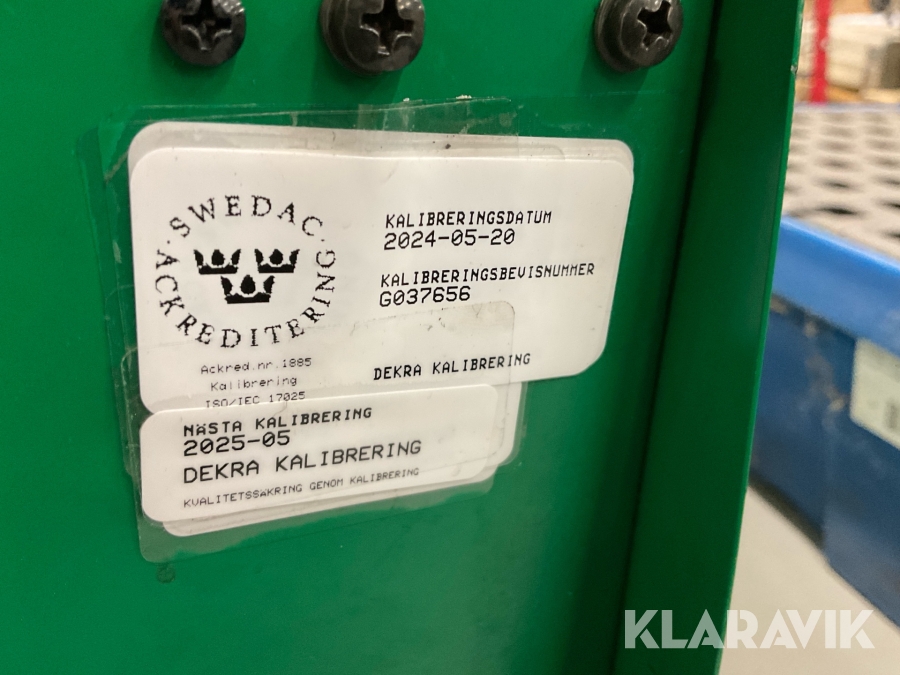 SWEDAC · ACKREDITERING ·
KALIBRERINGSDATUM
2024-05-20
KALIBRERINGSBEVISNUMMER
G037656
Ackred.nr.1885
Kalibrering
ISO/IEC 17025
DEKRA KALIBRERING
NÄSTA KALIBRERING
2025-05
DEKRA KALIBRERING
KVALITETSSÄKRING GENOM KALIBRERING
KLARAVIK